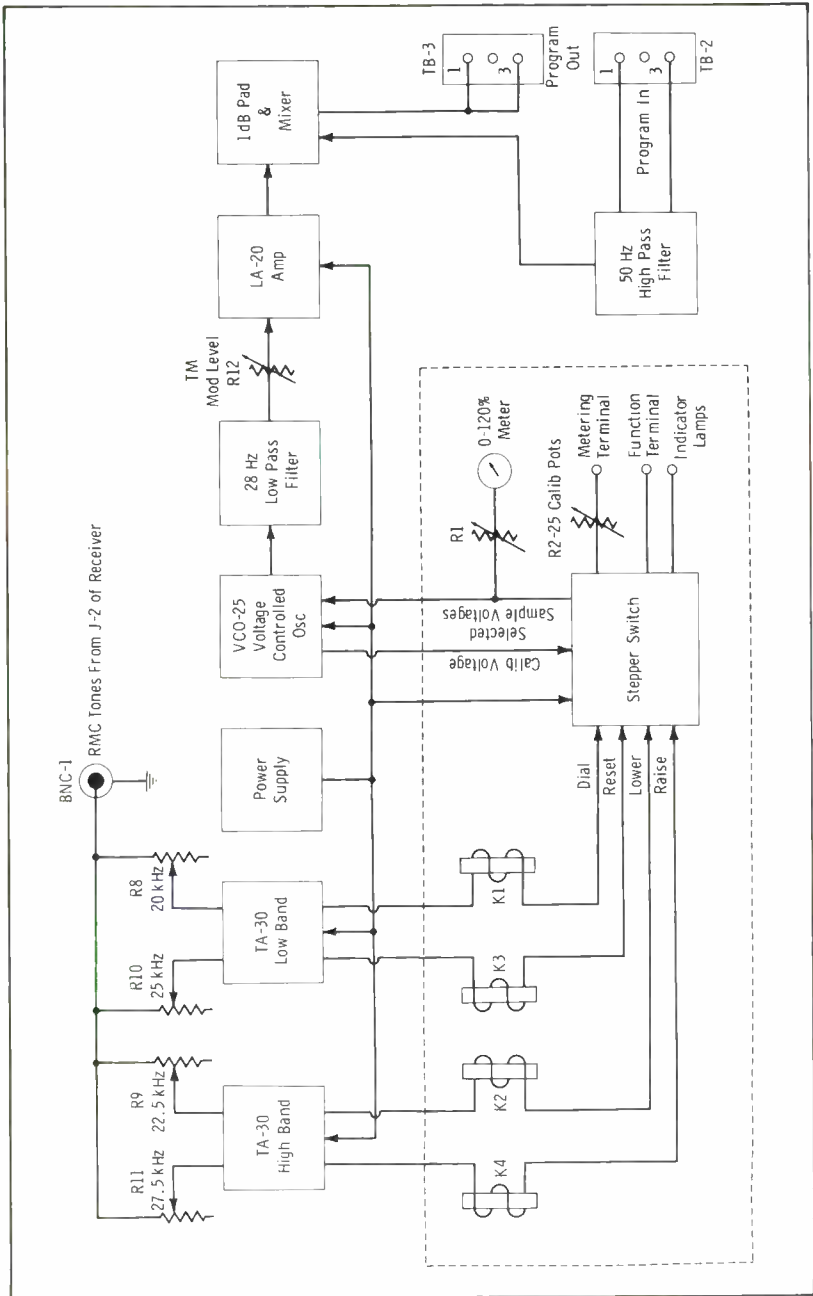 BNC-1
RMC Tones From J-2 of Receiver
R11
27.5 kHz
R9
22.5 kHz
R10
25 kHz
R8
20 kHz
TA-30
High Band
TA-30
Low Band
Power
Supply
VCO-25
Voltage
Controlled
Osc
28 Hz
Low Pass
Filter
TM
Mod Level
R12
LA-20
Amp
1dB Pad
&
Mixer
TB-3
1
3
Program
Out
K4
K2
K3
K1
Dial
Reset
Lower
Raise
Calib Voltage
Selected
Sample Voltages
Stepper Switch
R1
0-120%
Meter
R2-25 Calib Pots
Metering
Terminal
Function
Terminal
Indicator
Lamps
50 Hz
High Pass
Filter
Program In
1
3
TB-2